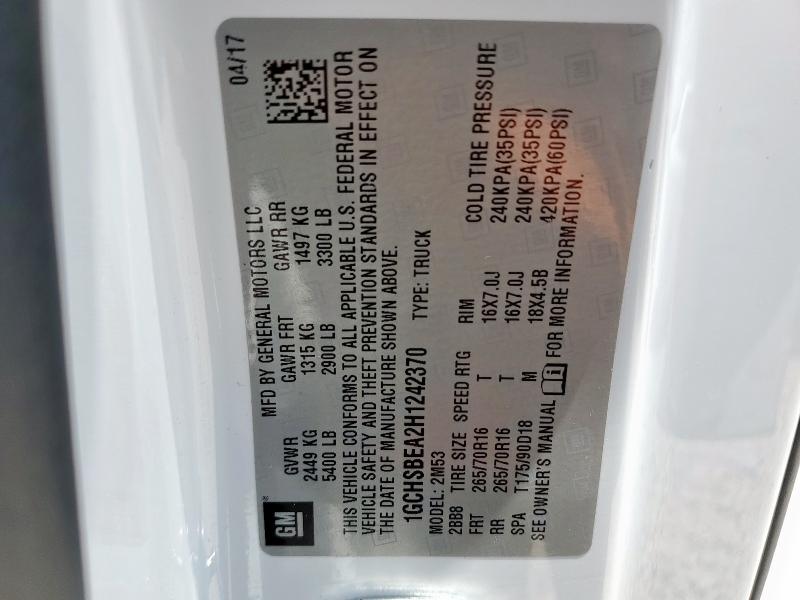 04/17
GM®
MFD BY GENERAL MOTORS LLC
GVWR GAWR FRT GAWR RR
2449 KG 1315 KG 1497 KG
5400 LB 2900 LB 3300 LB
THIS VEHICLE CONFORMS TO ALL APPLICABLE U.S. FEDERAL MOTOR
VEHICLE SAFETY AND THEFT PREVENTION STANDARDS IN EFFECT ON
THE DATE OF MANUFACTURE SHOWN ABOVE.
1GCHSBEA2H1242370 TYPE: TRUCK
MODEL: 2M53
2BB8 TIRE SIZE SPEED RTG RIM COLD TIRE PRESSURE
FRT 265/70R16 T 16X7.0J 240KPA(35PSI)
RR 265/70R16 T 16X7.0J 240KPA(35PSI)
SPA T175/90D18 M 18X4.5B 420KPA(60PSI)
SEE OWNER'S MANUAL FOR MORE INFORMATION.